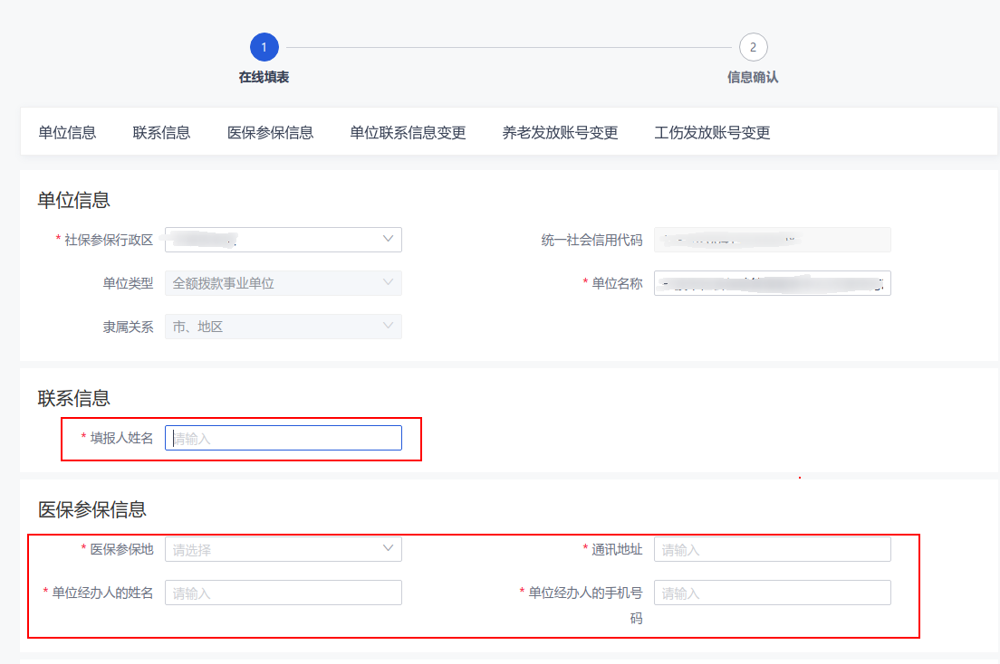 1
2
在线填表
信息确认
单位信息 联系信息 医保参保信息 单位联系信息变更 养老发放账号变更 工伤发放账号变更
单位信息
* 社保参保行政区
统一社会信用代码
单位类型 全额拨款事业单位
* 单位名称
隶属关系 市、地区
联系信息
* 填报人姓名 请输入
医保参保信息
* 医保参保地 请选择
* 通讯地址 请输入
* 单位经办人的姓名 请输入
* 单位经办人的手机号
码
请输入